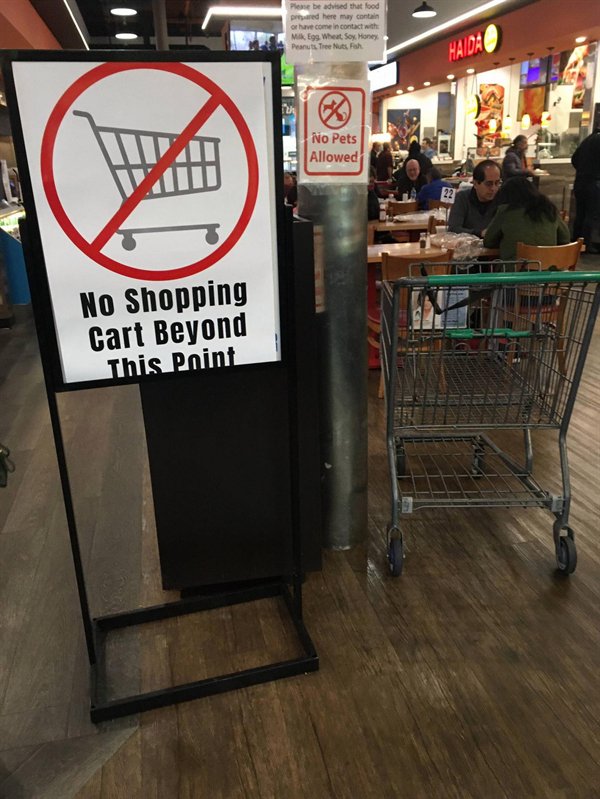 Please be advised that food
prepared here may contain
or have come in contact with:
Milk, Egg, Wheat, Soy, Honey,
Peanuts, Tree Nuts, Fish.
HAIDA
No Pets
Allowed
22
No Shopping
Cart Beyond
This Point